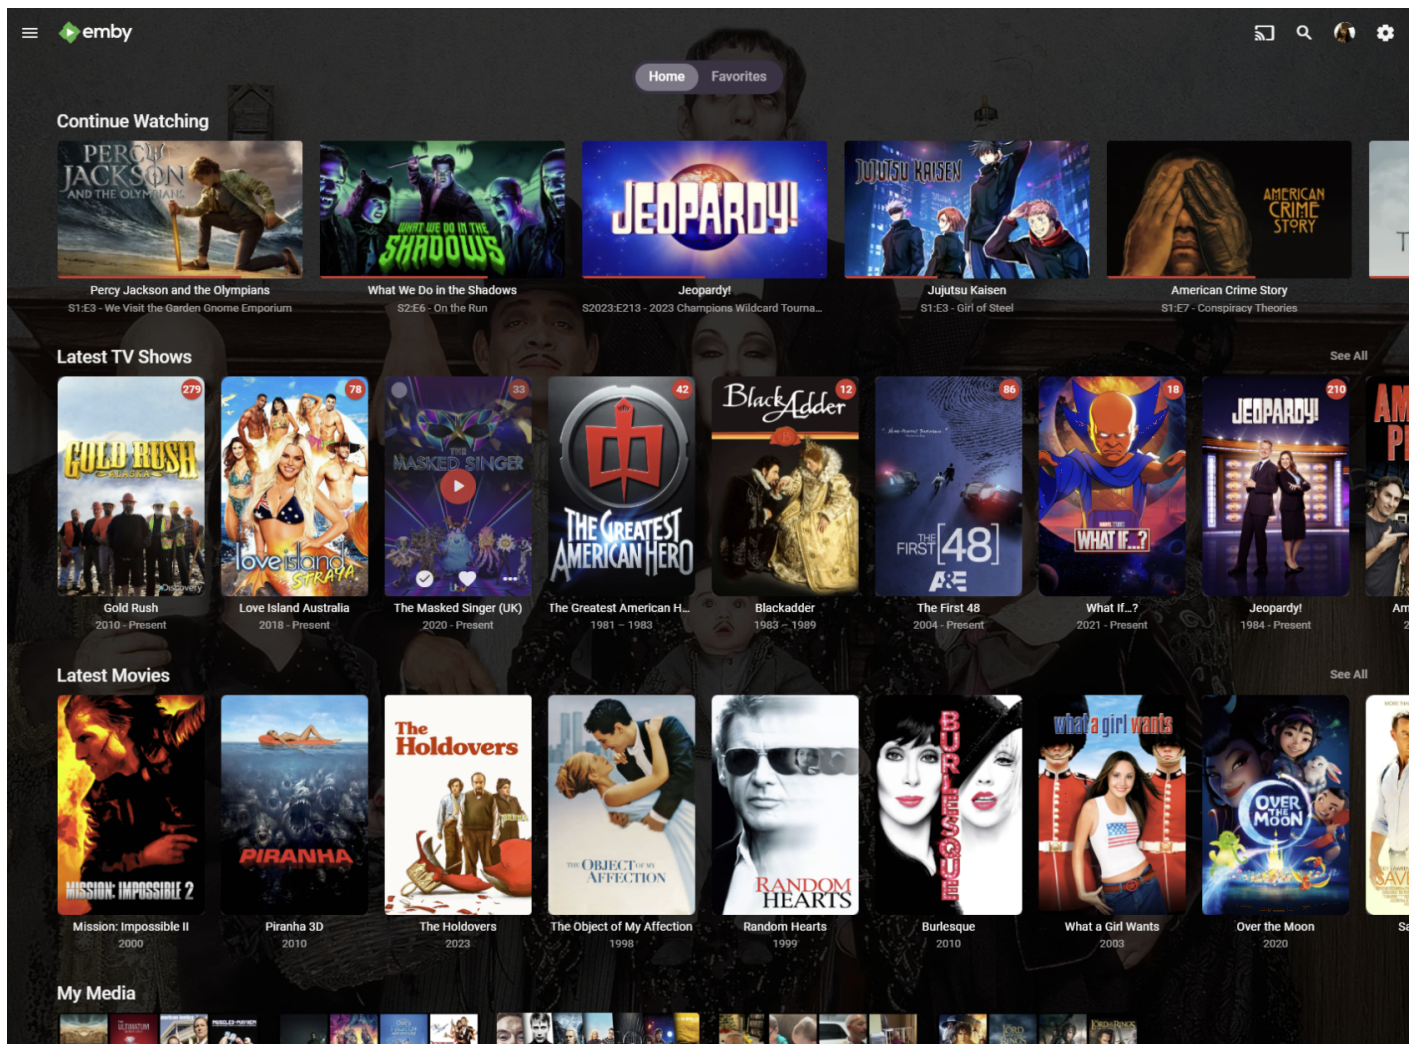 emby
Home Favorites
Continue Watching
PERCY
JACKSON
AND THE OLYMPIANS
WHAT WE DO IN THE
SHADOWS
JEOPARDY!
JUJUTSU KAISEN
AMERICAN
CRIME
STORY
T
Percy Jackson and the Olympians
S1:E3 - We Visit the Garden Gnome Emporium
What We Do in the Shadows
S2:E6 - On the Run
Jeopardy!
S2023:E213 - 2023 Champions Wildcard Tourna...
Jujutsu Kaisen
S1:E3 - Girl of Steel
American Crime Story
S1:E7 - Conspiracy Theories
Latest TV Shows
See All
279
GOLD RUSH
ALASKA
Discovery
78
love island
STRAYA
33
THE
MASKED SINGER
42
THE GREATEST
AMERICAN HERO
12
BlackAdder
86
THE
FIRST [48]
A&E
18
MARVEL STUDIOS
WHAT IF...?
210
JEOPARDY!
AM
PI
Gold Rush
2010 - Present
Love Island Australia
2018 - Present
The Masked Singer (UK)
2020 - Present
The Greatest American H...
1981 – 1983
Blackadder
1983 – 1989
The First 48
2004 - Present
What If...?
2021 - Present
Jeopardy!
1984 - Present
Am
2
Latest Movies
See All
MISSION: IMPOSSIBLE 2
PIRANHA
The
Holdovers
THE OBJECT OF MY
AFFECTION
RANDOM
HEARTS
BURLESQUE
what a girl wants
OVER
THE
MOON
SAVI
Mission: Impossible II
2000
Piranha 3D
2010
The Holdovers
2023
The Object of My Affection
1998
Random Hearts
1999
Burlesque
2010
What a Girl Wants
2003
Over the Moon
2020
Sa
My Media
ULTIMATUM